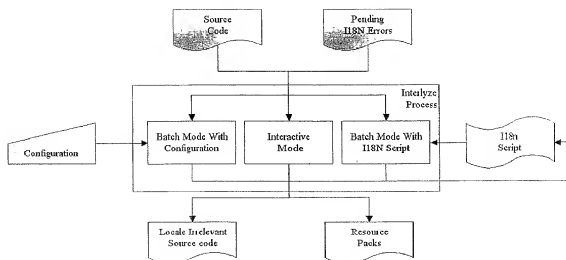 Source
Code
Pending
I18N Errors
Interlyze
Process
Batch Mode With
Configuration
Interactive
Mode
Batch Mode With
I18N Script
Configuration
I18n
Script
Locale Irrelevant
Source code
Resource
Packs